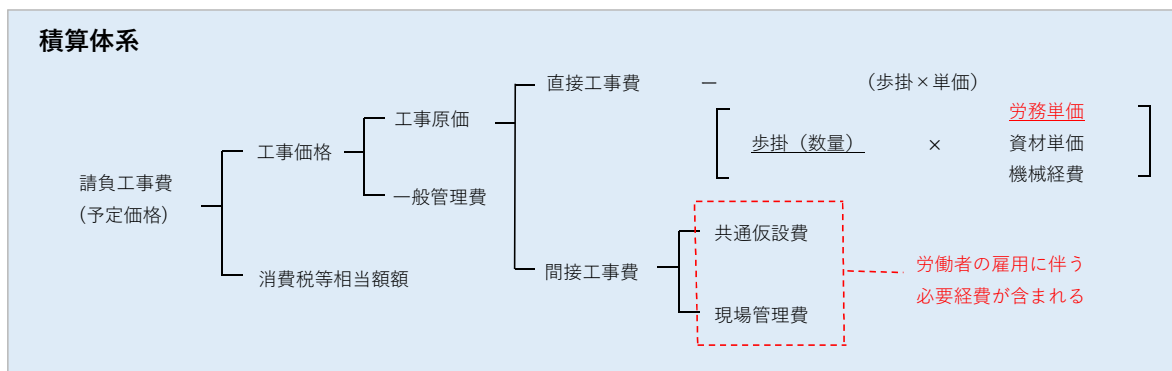 積算体系
直接工事費 － (歩掛×単価)
工事原価
労務単価
歩掛（数量） × 資材単価
工事価格
機械経費
請負工事費
(予定価格)
一般管理費
共通仮設費
消費税等相当額額
間接工事費
労働者の雇用に伴う
必要経費が含まれる
現場管理費